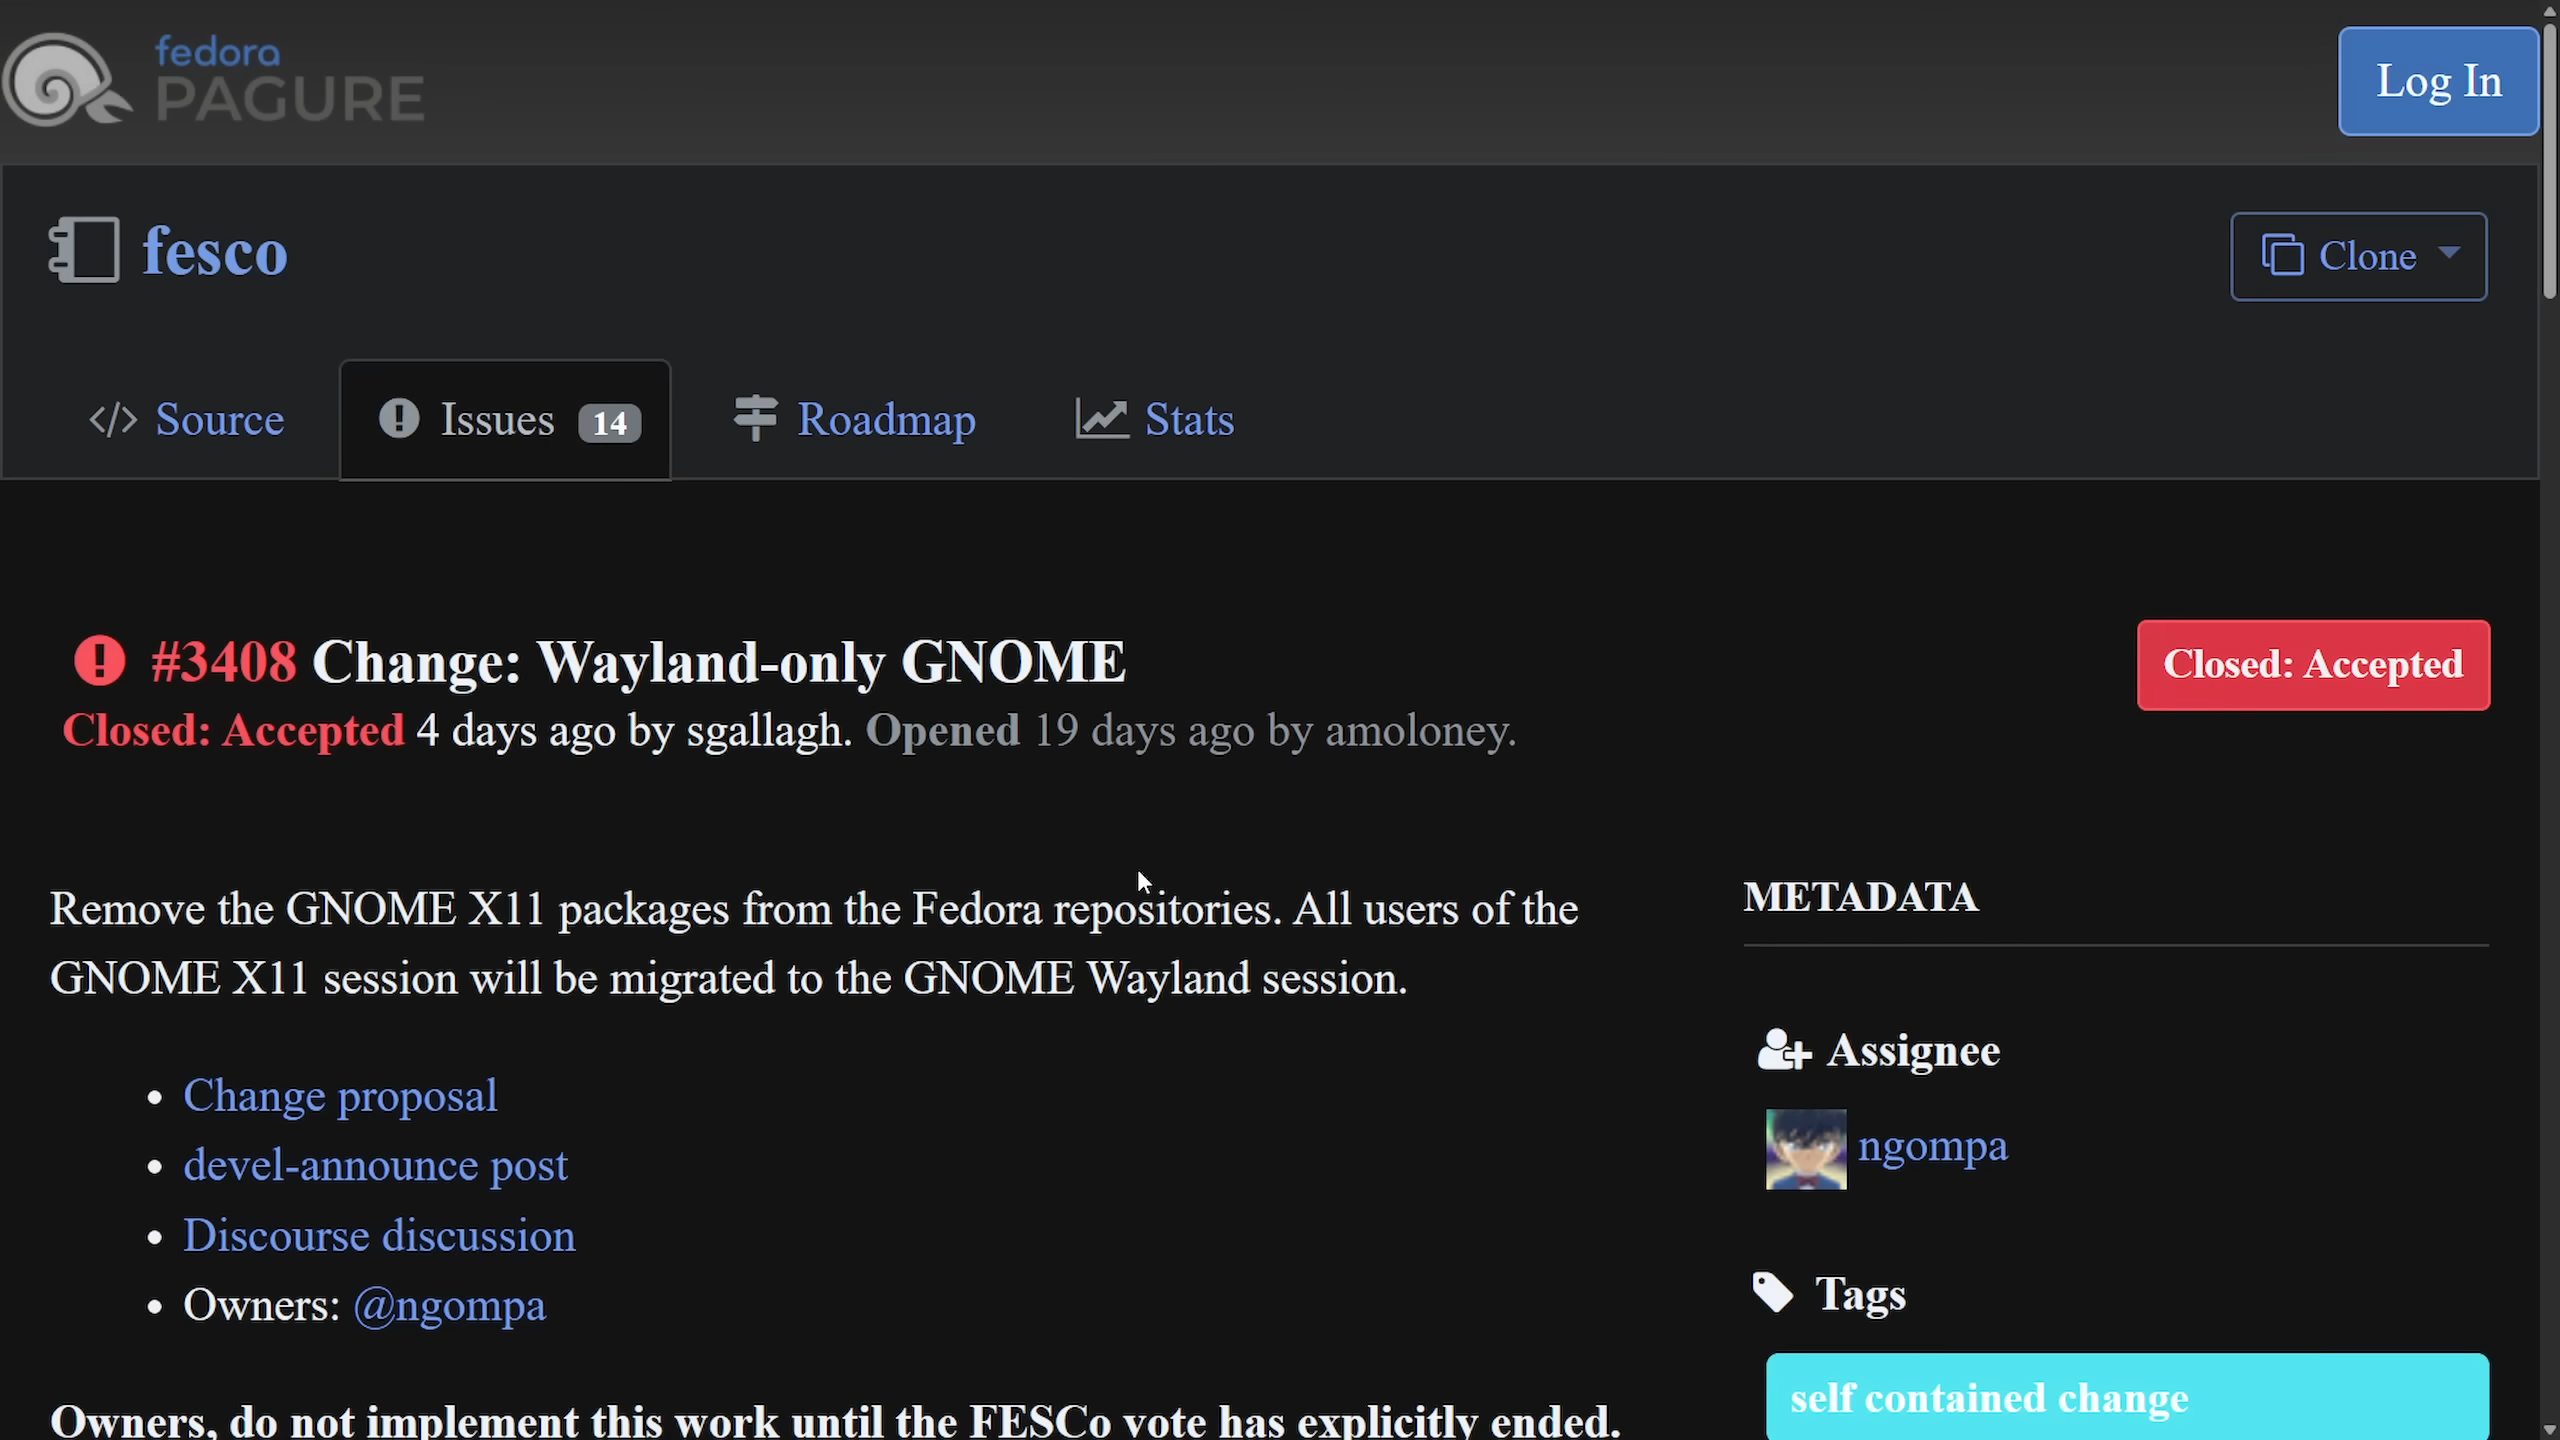 fedora
PAGURE
Log In
fesco
Clone
Source
Issues 14
Roadmap
Stats
#3408 Change: Wayland-only GNOME
Closed: Accepted
Closed: Accepted 4 days ago by sgallagh. Opened 19 days ago by amoloney.
Remove the GNOME X11 packages from the Fedora repositories. All users of the
GNOME X11 session will be migrated to the GNOME Wayland session.
• Change proposal
• devel-announce post
• Discourse discussion
• Owners: @ngompa
Owners, do not implement this work until the FESCo vote has explicitly ended.
METADATA
Assignee
ngompa
Tags
self contained change